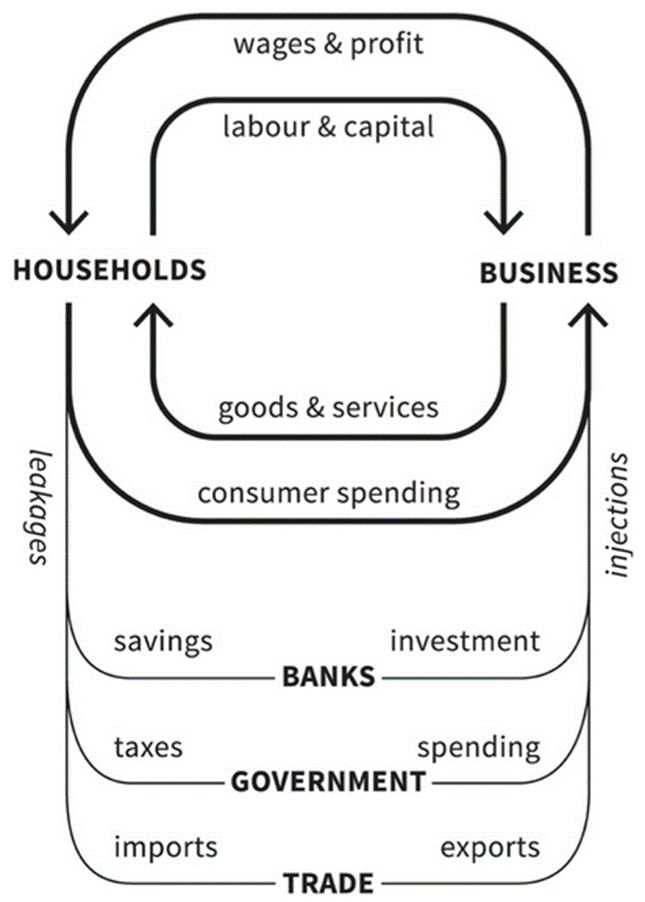 wages & profit
labour & capital
HOUSEHOLDS
BUSINESS
goods & services
consumer spending
leakages
injections
savings
investment
BANKS
taxes
spending
GOVERNMENT
imports
exports
TRADE